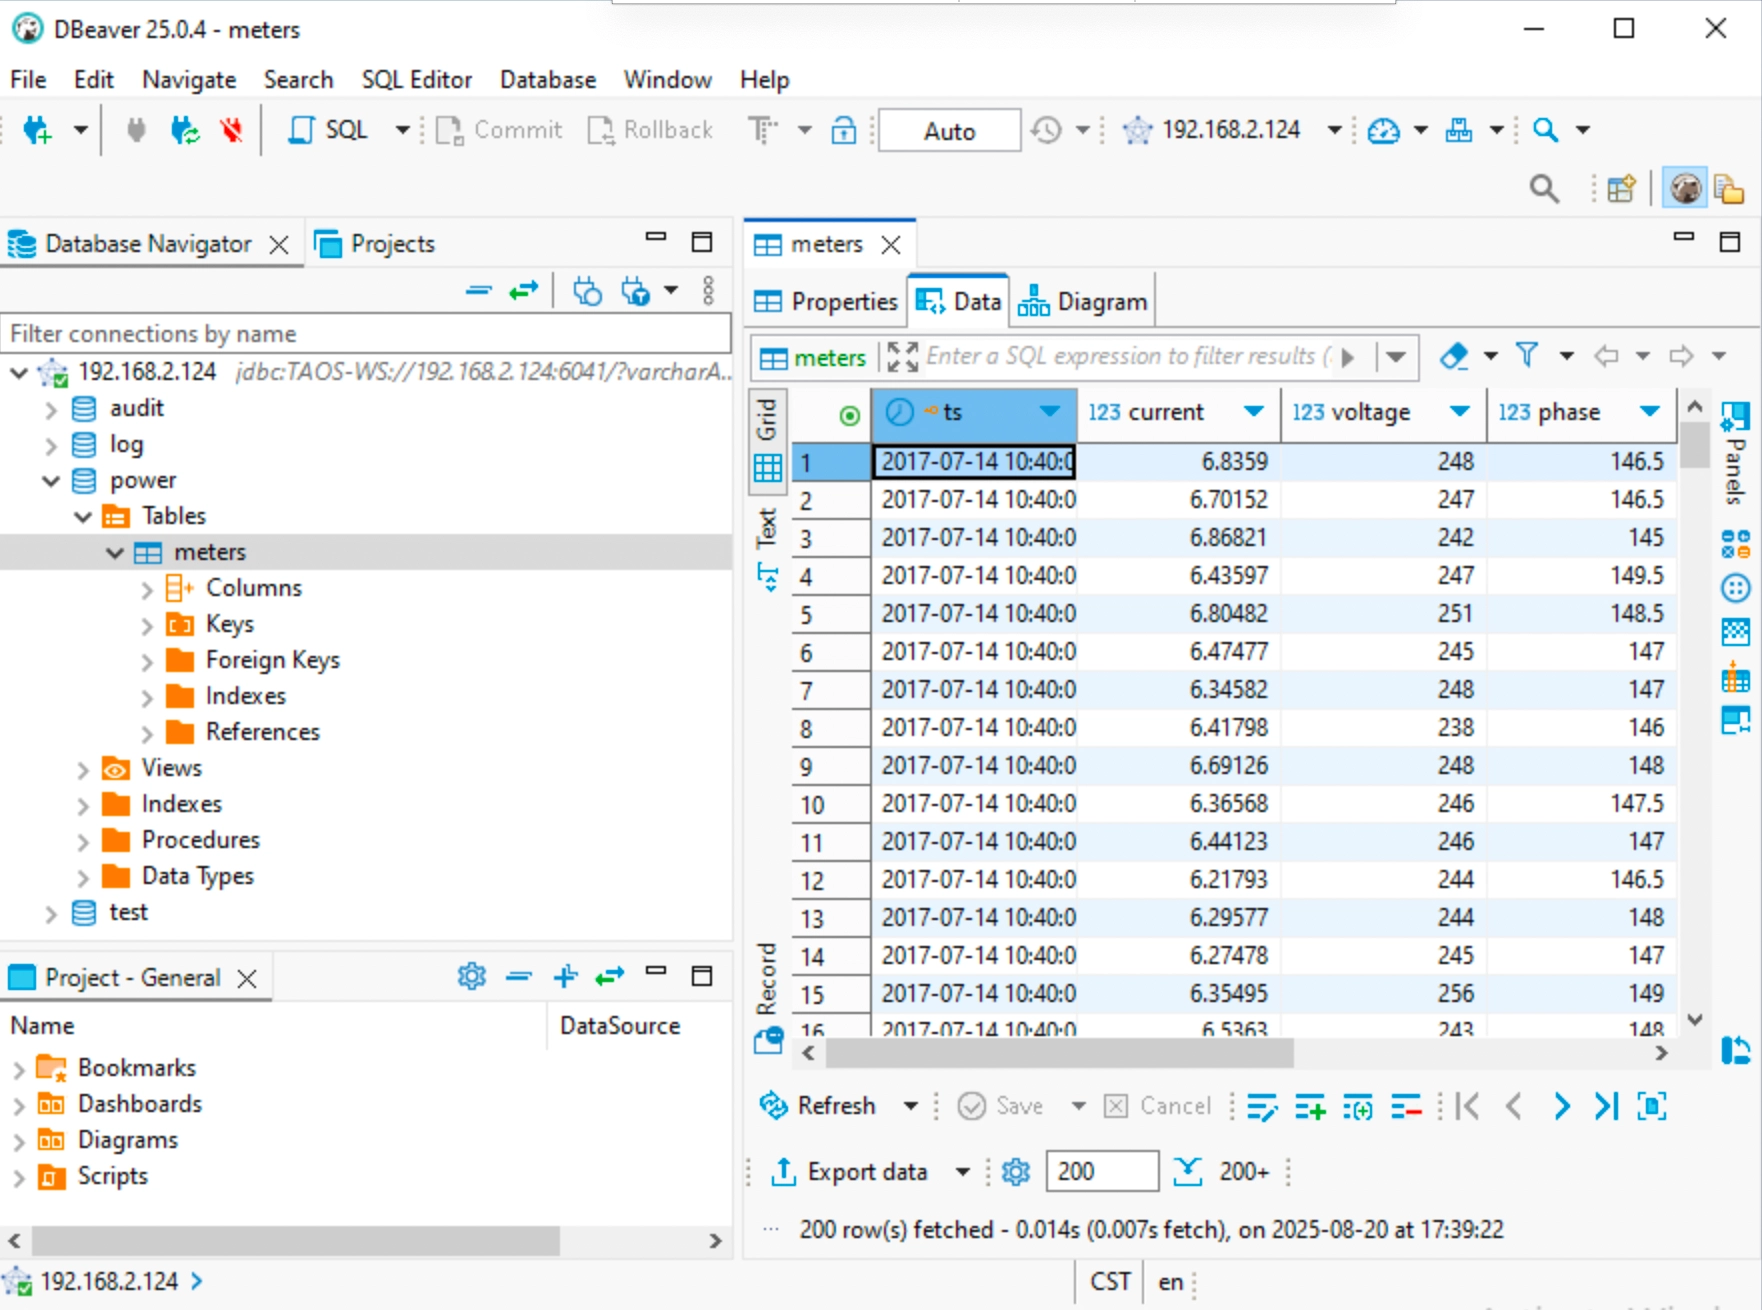 DBeaver 25.0.4 - meters
File Edit Navigate Search SQL Editor Database Window Help
SQL Commit Rollback Auto 192.168.2.124
Database Navigator Projects
Filter connections by name
192.168.2.124 jdbc:TAOS-WS://192.168.2.124:6041/?varcharA...
audit
log
power
Tables
meters
Columns
Keys
Foreign Keys
Indexes
References
Views
Indexes
Procedures
Data Types
test
Project - General
Name DataSource
Bookmarks
Dashboards
Diagrams
Scripts
meters
Properties Data Diagram
meters Enter a SQL expression to filter results (
Grid
Text
Record
ts 123 current 123 voltage 123 phase
1 2017-07-14 10:40:0 6.8359 248 146.5
2 2017-07-14 10:40:0 6.70152 247 146.5
3 2017-07-14 10:40:0 6.86821 242 145
4 2017-07-14 10:40:0 6.43597 247 149.5
5 2017-07-14 10:40:0 6.80482 251 148.5
6 2017-07-14 10:40:0 6.47477 245 147
7 2017-07-14 10:40:0 6.34582 248 147
8 2017-07-14 10:40:0 6.41798 238 146
9 2017-07-14 10:40:0 6.69126 248 148
10 2017-07-14 10:40:0 6.36568 246 147.5
11 2017-07-14 10:40:0 6.44123 246 147
12 2017-07-14 10:40:0 6.21793 244 146.5
13 2017-07-14 10:40:0 6.29577 244 148
14 2017-07-14 10:40:0 6.27478 245 147
15 2017-07-14 10:40:0 6.35495 256 149
16 2017-07-14 10:40:0 6.5363 243 148
Panels
Refresh Save Cancel
Export data 200 200+
200 row(s) fetched - 0.014s (0.007s fetch), on 2025-08-20 at 17:39:22
192.168.2.124 CST en